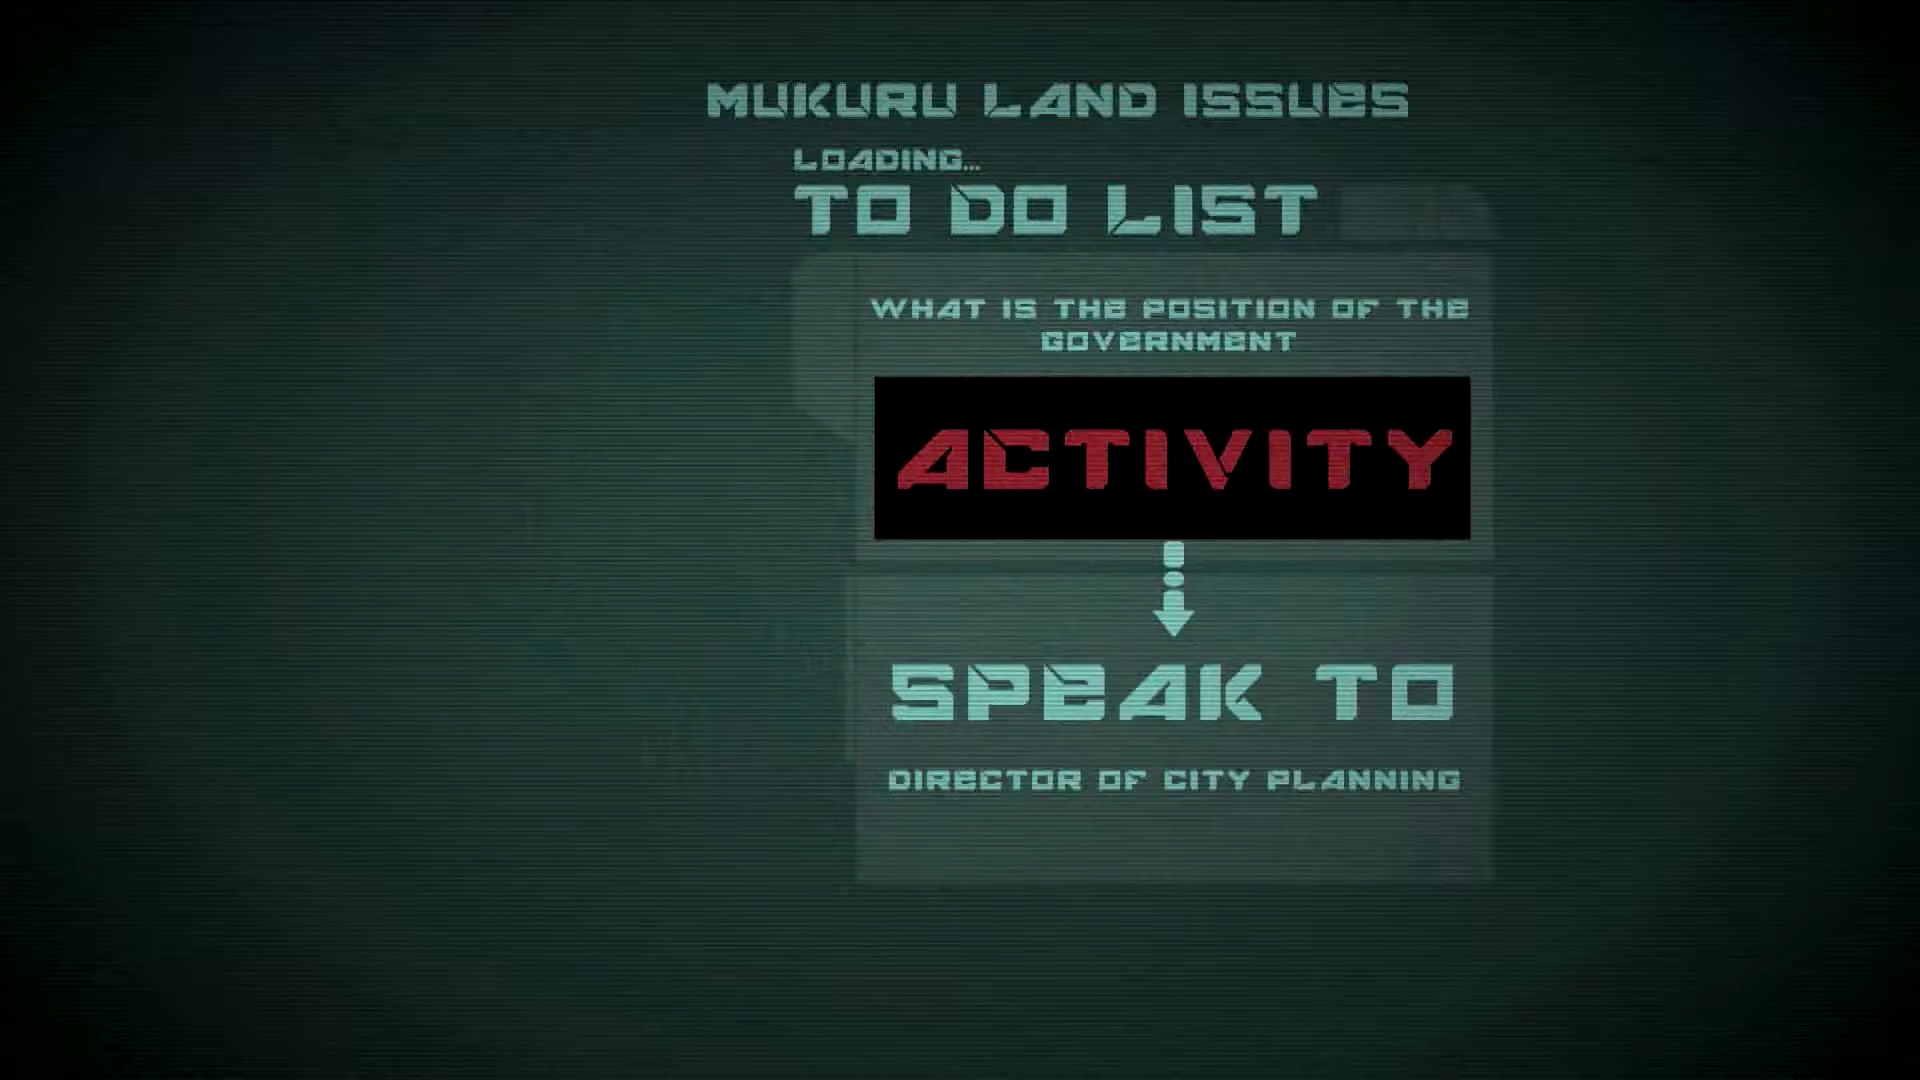 MUKURU LAND ISSUES
LOADING...
TO DO LIST
WHAT IS THE POSITION OF THE
GOVERNMENT
ACTIVITY
SPEAK TO
DIRECTOR OF CITY PLANNING